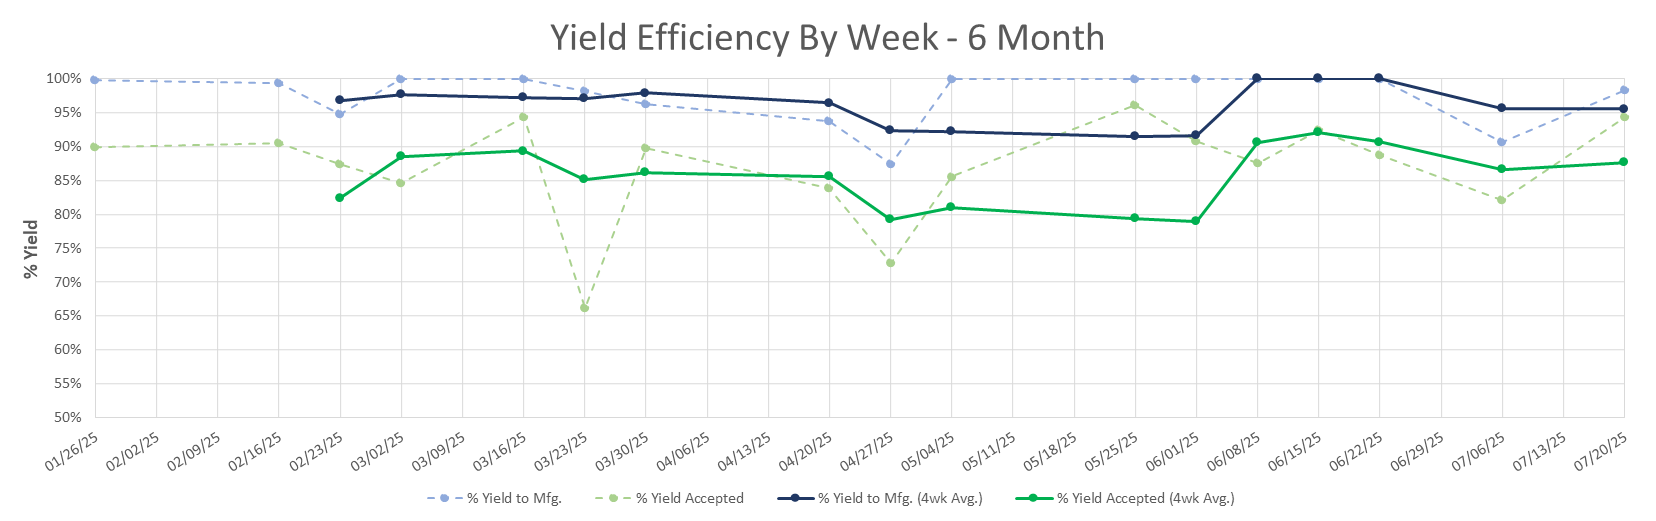 Yield Efficiency By Week - 6 Month
% Yield
100%
95%
90%
85%
80%
75%
70%
65%
60%
55%
50%
01/26/25 02/02/25 02/09/25 02/16/25 02/23/25 03/02/25 03/09/25 03/16/25 03/23/25 03/30/25 04/06/25 04/13/25 04/20/25 04/27/25 05/04/25 05/11/25 05/18/25 05/25/25 06/01/25 06/08/25 06/15/25 06/22/25 06/29/25 07/06/25 07/13/25 07/20/25
% Yield to Mfg. % Yield Accepted % Yield to Mfg. (4wk Avg.) % Yield Accepted (4wk Avg.)